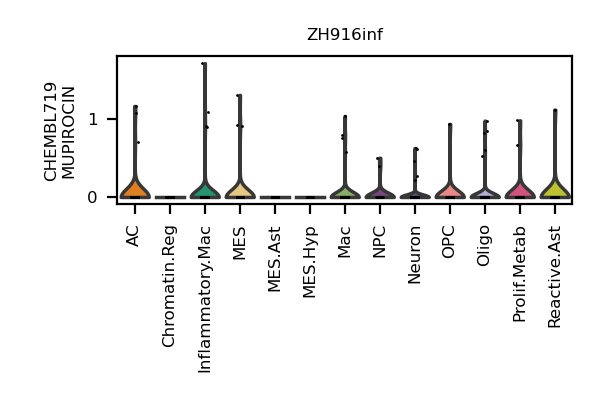 ZH916inf
CHEMBL719
MUPIROCIN
1
0
AC
Chromatin.Reg
Inflammatory.Mac
MES
MES.Ast
MES.Hyp
Mac
NPC
Neuron
OPC
Oligo
Prolif.Metab
Reactive.Ast